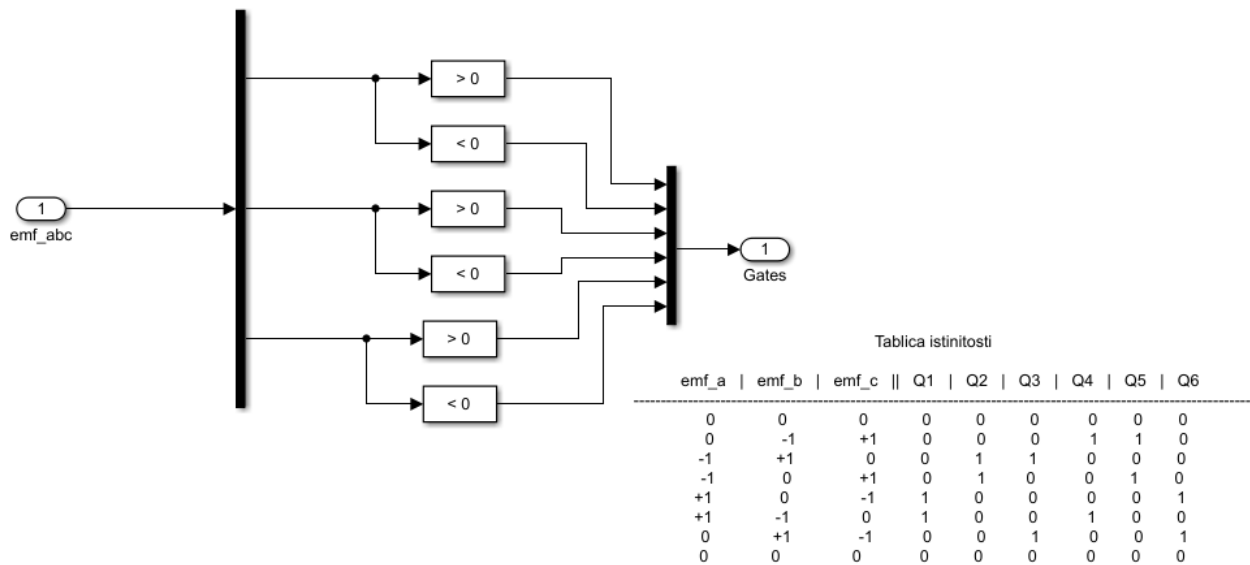 > 0
< 0
1
emf_abc
> 0
< 0
> 0
< 0
1
Gates
Tablica istinitosti
emf_a | emf_b | emf_c || Q1 | Q2 | Q3 | Q4 | Q5 | Q6
0 0 0 0 0 0 0 0 0
0 -1 +1 0 0 0 1 1 0
-1 +1 0 0 1 1 0 0 0
-1 0 +1 0 1 0 0 1 0
+1 0 -1 1 0 0 0 0 1
+1 -1 0 1 0 0 1 0 0
0 +1 -1 0 0 1 0 0 1
0 0 0 0 0 0 0 0 0